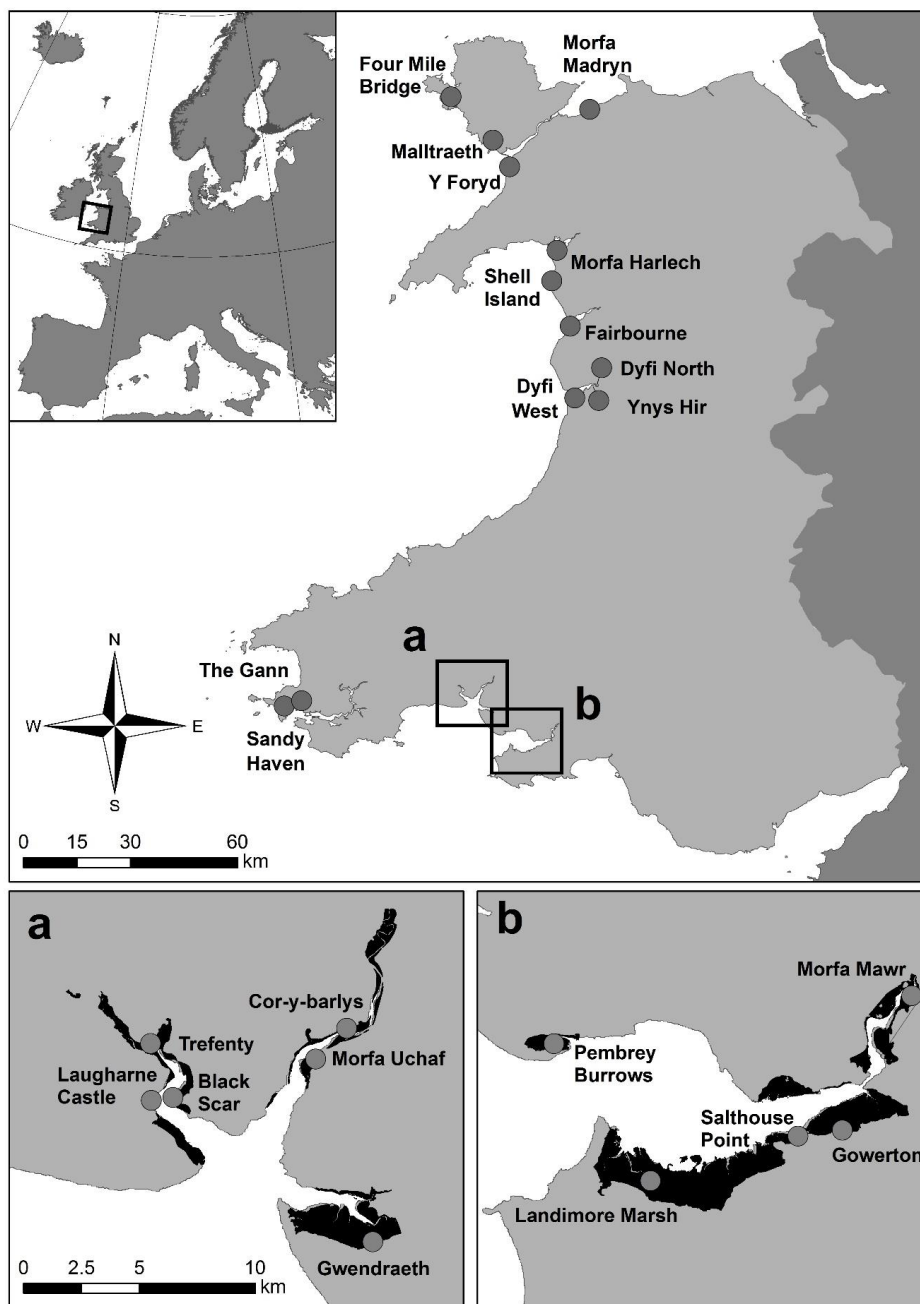 Four Mile
Bridge
Morfa
Madryn
Malltraeth
Y Foryd
Morfa Harlech
Shell
Island
Fairbourne
Dyfi North
Dyfi
West
Ynys Hir
a
b
The Gann
Sandy
Haven
N
W
E
S
0 15 30 60
km
a
Cor-y-barlys
Trefenty
Morfa Uchaf
Laugharne
Castle
Black
Scar
Gwendraeth
0 2.5 5 10
km
b
Morfa Mawr
Pembrey
Burrows
Salthouse
Point
Gowerton
Landimore Marsh